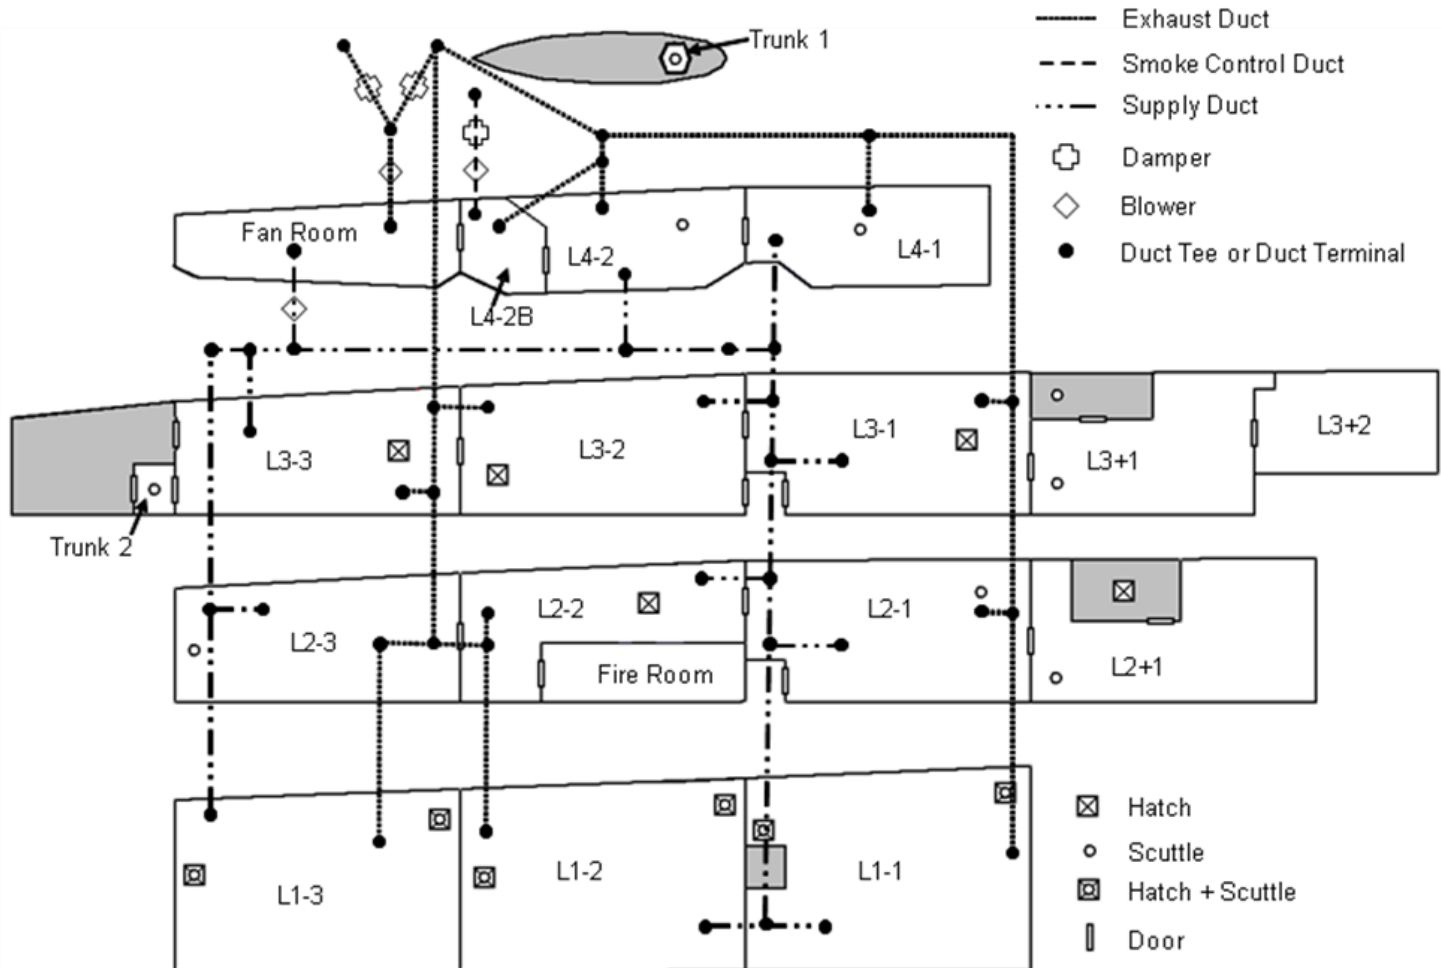 Exhaust Duct
Trunk 1
Smoke Control Duct
Supply Duct
Damper
Blower
Fan Room
L4-2
L4-1
Duct Tee or Duct Terminal
L4-2B
L3-3
L3-2
L3-1
L3+1
L3+2
Trunk 2
L2-3
L2-2
Fire Room
L2-1
L2+1
Hatch
Scuttle
L1-3
L1-2
L1-1
Hatch + Scuttle
Door